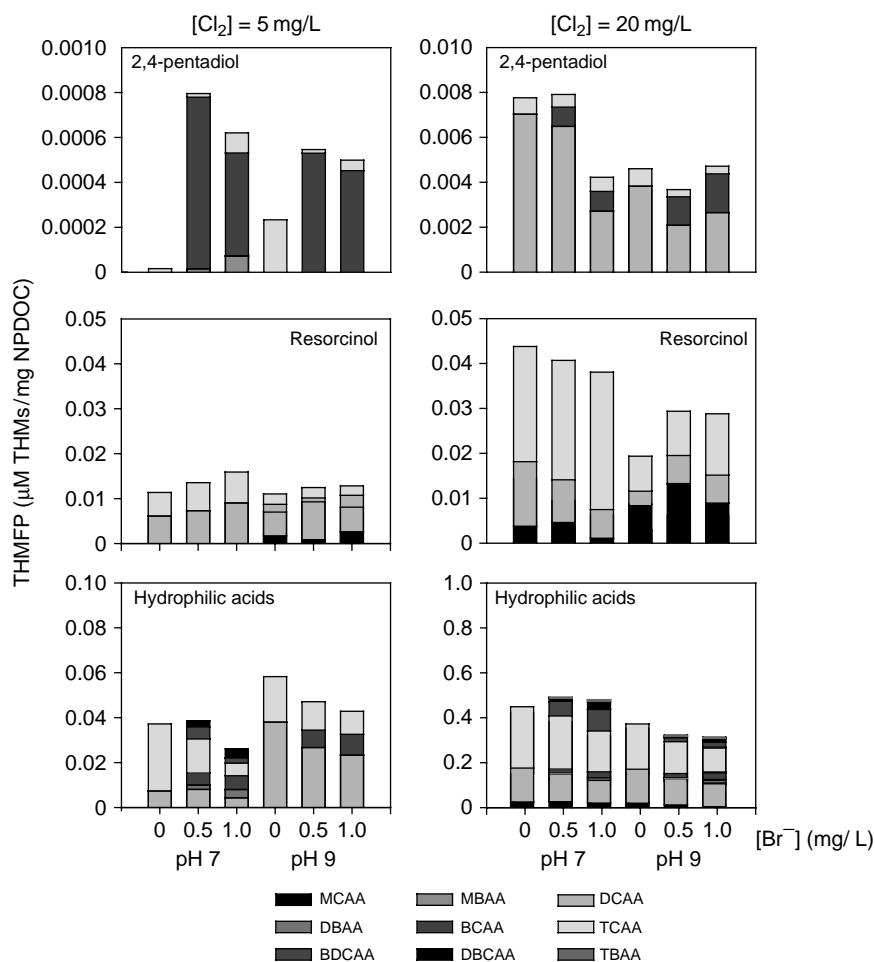 [Cl₂] = 5 mg/L
[Cl₂] = 20 mg/L
THMFP (μM THMs/mg NPDOC)
2,4-pentadiol
0.0010
0.0008
0.0006
0.0004
0.0002
0
2,4-pentadiol
0.010
0.008
0.006
0.004
0.002
0
Resorcinol
0.05
0.04
0.03
0.02
0.01
0
Resorcinol
0.05
0.04
0.03
0.02
0.01
0
Hydrophilic acids
0.10
0.08
0.06
0.04
0.02
0
Hydrophilic acids
1.0
0.8
0.6
0.4
0.2
0
0 0.5 1.0 0 0.5 1.0
pH 7 pH 9
0 0.5 1.0 0 0.5 1.0
pH 7 pH 9
[Br⁻] (mg/ L)
MCAA MBAA DCAA
DBAA BCAA TCAA
BDCAA DBCAA TBAA